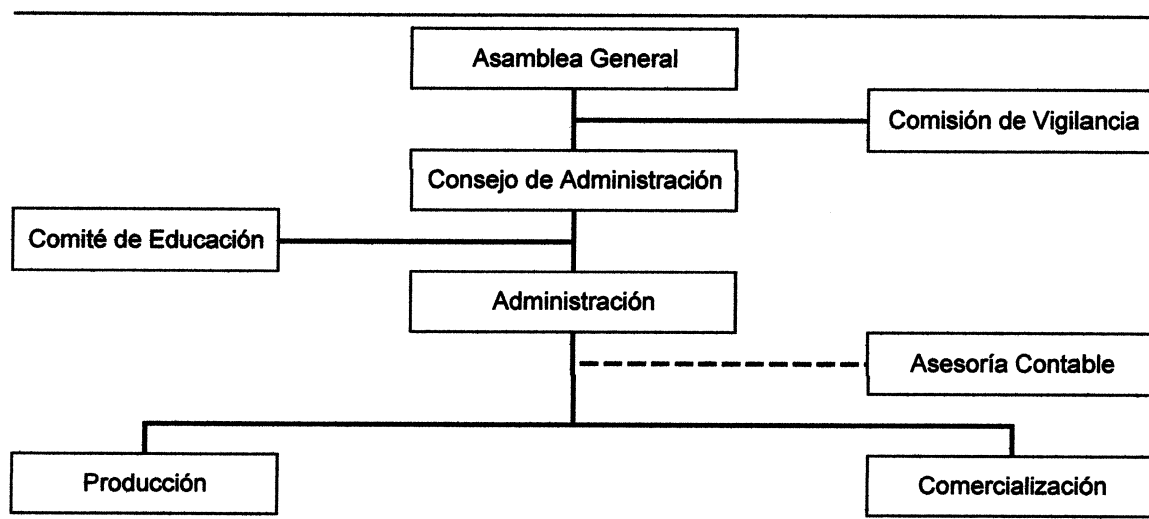 Asamblea General
Comisión de Vigilancia
Consejo de Administración
Comité de Educación
Administración
Asesoría Contable
Producción
Comercialización